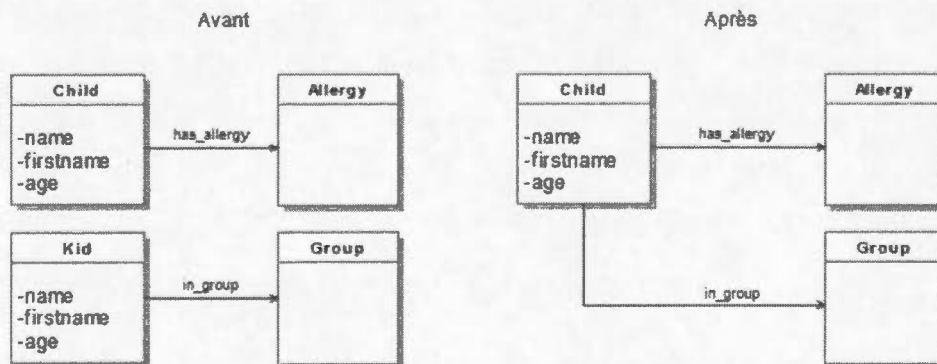 Avant
Child
-name
-firstname
-age
has_allergy
Allergy
Kid
-name
-firstname
-age
in_group
Group
Après
Child
-name
-firstname
-age
has_allergy
Allergy
in_group
Group